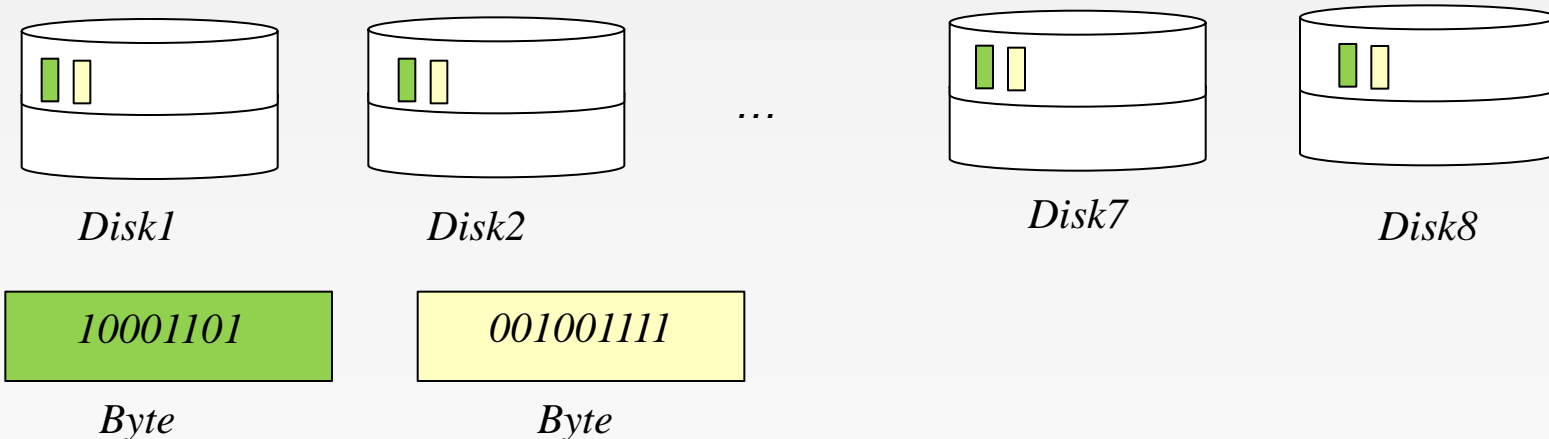 …
Disk1
Disk2
Disk7
Disk8
10001101
001001111
Byte
Byte